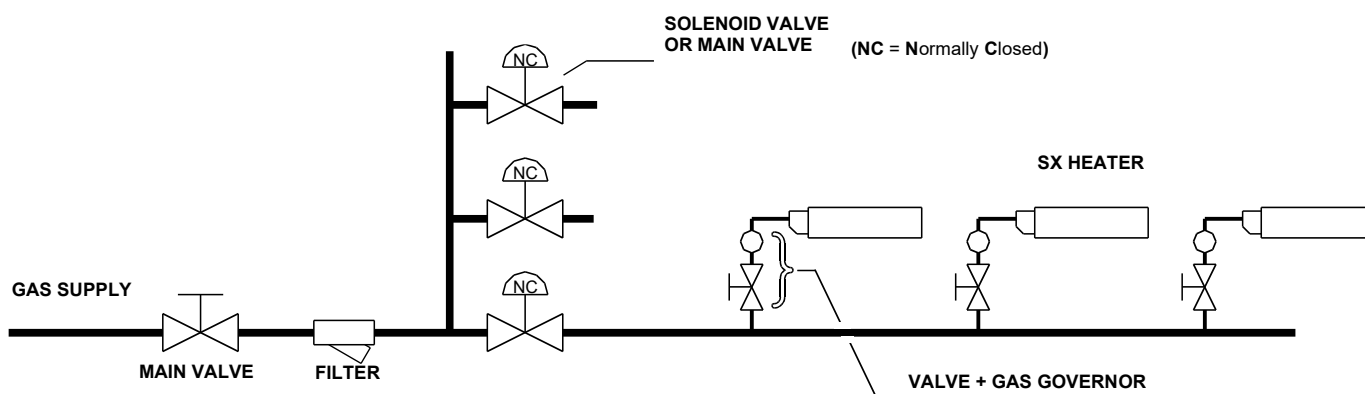 SOLENOID VALVE
OR MAIN VALVE
(NC = Normally Closed)
NC
NC
SX HEATER
NC
GAS SUPPLY
MAIN VALVE
FILTER
VALVE + GAS GOVERNOR